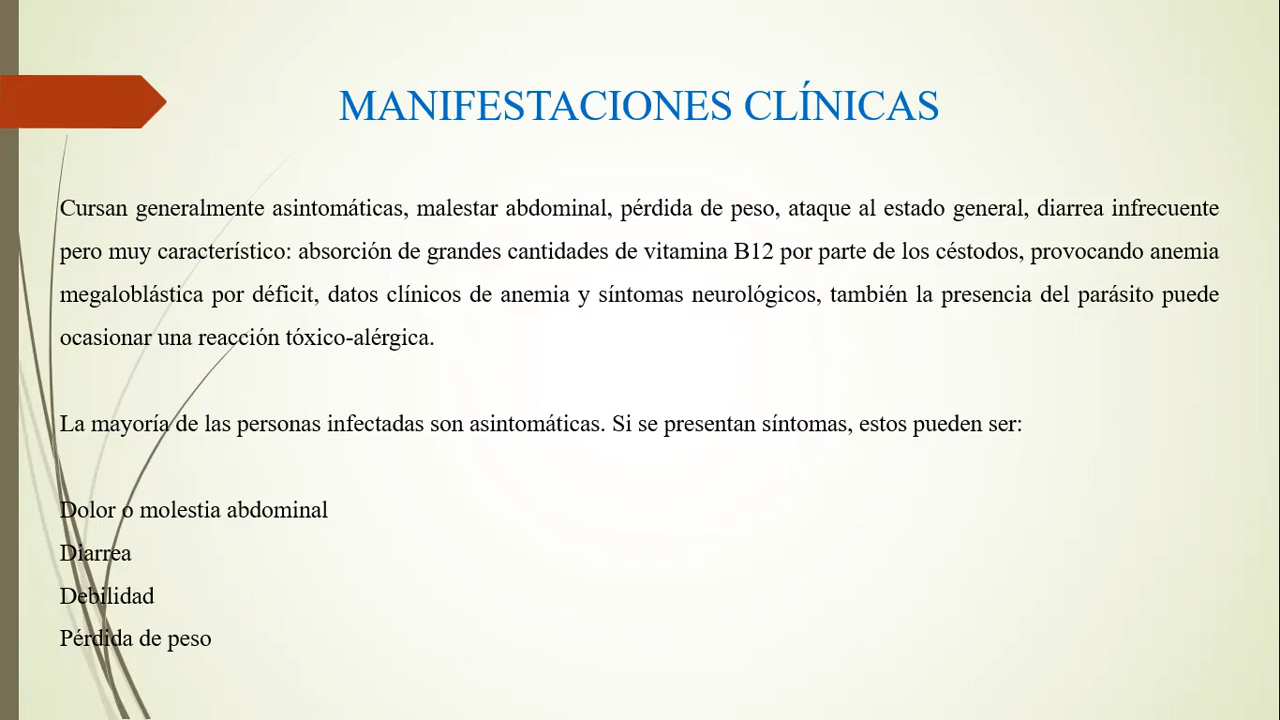 MANIFESTACIONES CLÍNICAS
Cursan generalmente asintomáticas, malestar abdominal, pérdida de peso, ataque al estado general, diarrea infrecuente
pero muy característico: absorción de grandes cantidades de vitamina B12 por parte de los céstodos, provocando anemia
megaloblástica por déficit, datos clínicos de anemia y síntomas neurológicos, también la presencia del parásito puede
ocasionar una reacción tóxico-alérgica.
La mayoría de las personas infectadas son asintomáticas. Si se presentan síntomas, estos pueden ser:
Dolor o molestia abdominal
Diarrea
Debilidad
Pérdida de peso